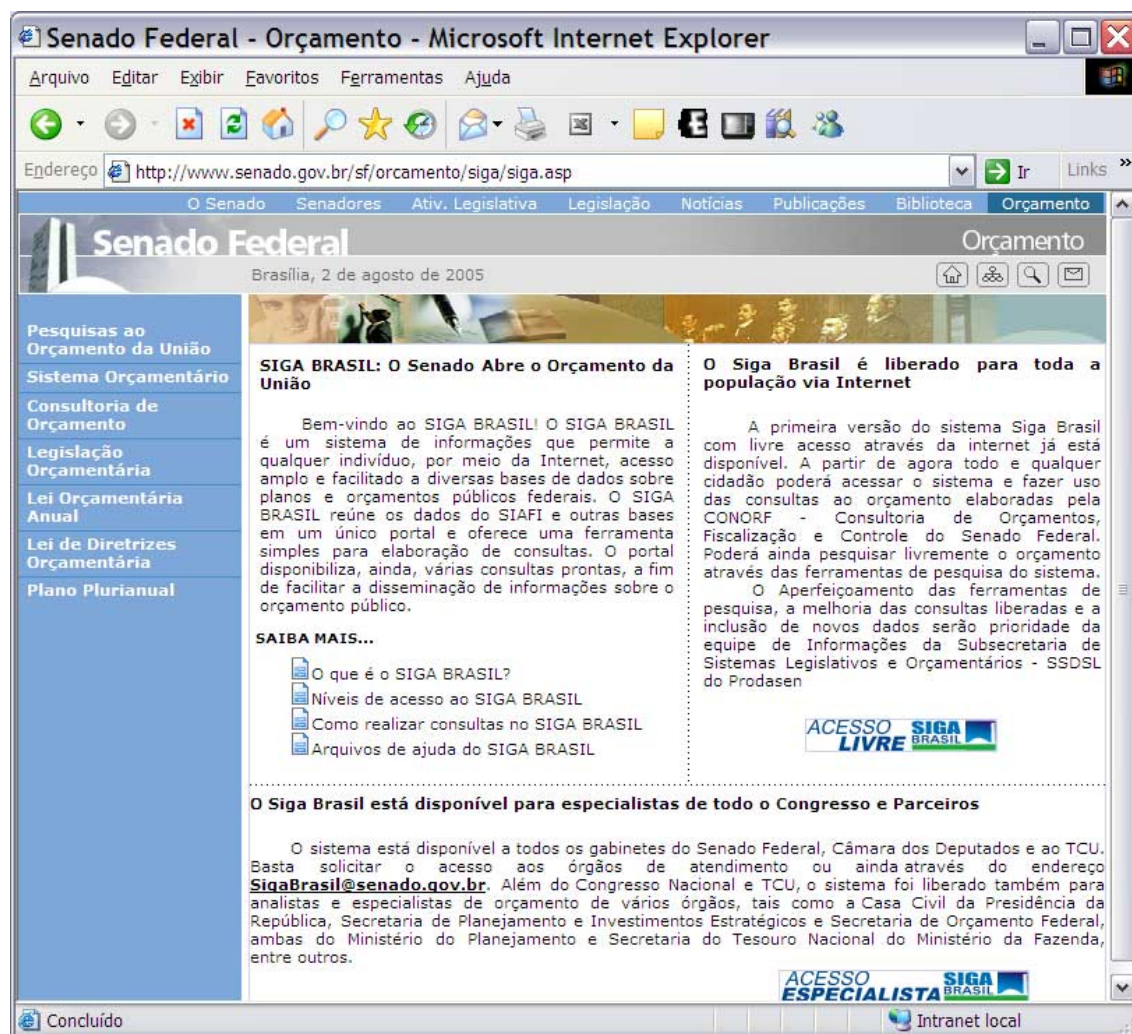 Senado Federal - Orçamento - Microsoft Internet Explorer
Arquivo Editar Exibir Favoritos Ferramentas Ajuda
Endereço http://www.senado.gov.br/sf/orcamento/siga/siga.asp Ir Links »
O Senado Senadores Ativ. Legislativa Legislação Notícias Publicações Biblioteca Orçamento
Senado Federal Orçamento
Brasília, 2 de agosto de 2005
Pesquisas ao
Orçamento da União
Sistema Orçamentário
Consultoria de
Orçamento
Legislação
Orçamentária
Lei Orçamentária
Anual
Lei de Diretrizes
Orçamentária
Plano Plurianual
SIGA BRASIL: O Senado Abre o Orçamento da
União
Bem-vindo ao SIGA BRASIL! O SIGA BRASIL
é um sistema de informações que permite a
qualquer indivíduo, por meio da Internet, acesso
amplo e facilitado a diversas bases de dados sobre
planos e orçamentos públicos federais. O SIGA
BRASIL reúne os dados do SIAFI e outras bases
em um único portal e oferece uma ferramenta
simples para elaboração de consultas. O portal
disponibiliza, ainda, várias consultas prontas, a fim
de facilitar a disseminação de informações sobre o
orçamento público.
SAIBA MAIS...
O que é o SIGA BRASIL?
Níveis de acesso ao SIGA BRASIL
Como realizar consultas no SIGA BRASIL
Arquivos de ajuda do SIGA BRASIL
O Siga Brasil é liberado para toda a
população via Internet
A primeira versão do sistema Siga Brasil
com livre acesso através da internet já está
disponível. A partir de agora todo e qualquer
cidadão poderá acessar o sistema e fazer uso
das consultas ao orçamento elaboradas pela
CONORF - Consultoria de Orçamentos,
Fiscalização e Controle do Senado Federal.
Poderá ainda pesquisar livremente o orçamento
através das ferramentas de pesquisa do sistema.
O Aperfeiçoamento das ferramentas de
pesquisa, a melhoria das consultas liberadas e a
inclusão de novos dados serão prioridade da
equipe de Informações da Subsecretaria de
Sistemas Legislativos e Orçamentários - SSDSL
do Prodasen
ACESSO LIVRE SIGA BRASIL
O Siga Brasil está disponível para especialistas de todo o Congresso e Parceiros
O sistema está disponível a todos os gabinetes do Senado Federal, Câmara dos Deputados e ao TCU.
Basta solicitar o acesso aos órgãos de atendimento ou ainda através do endereço
SigaBrasil@senado.gov.br. Além do Congresso Nacional e TCU, o sistema foi liberado também para
analistas e especialistas de orçamento de vários órgãos, tais como a Casa Civil da Presidência da
República, Secretaria de Planejamento e Investimentos Estratégicos e Secretaria de Orçamento Federal,
ambas do Ministério do Planejamento e Secretaria do Tesouro Nacional do Ministério da Fazenda,
entre outros.
ACESSO ESPECIALISTA SIGA BRASIL
Concluído Intranet local